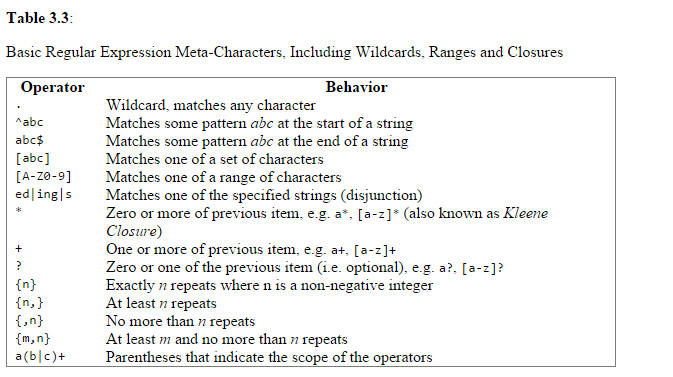 Table 3.3:
Basic Regular Expression Meta-Characters, Including Wildcards, Ranges and Closures
Operator Behavior
. Wildcard, matches any character
^abc Matches some pattern abc at the start of a string
abc$ Matches some pattern abc at the end of a string
[abc] Matches one of a set of characters
[A-Z0-9] Matches one of a range of characters
ed|ing|s Matches one of the specified strings (disjunction)
* Zero or more of previous item, e.g. a*, [a-z]* (also known as Kleene
Closure)
+ One or more of previous item, e.g. a+, [a-z]+
? Zero or one of the previous item (i.e. optional), e.g. a?, [a-z]?
{n} Exactly n repeats where n is a non-negative integer
{n,} At least n repeats
{,n} No more than n repeats
{m,n} At least m and no more than n repeats
a(b|c)+ Parentheses that indicate the scope of the operators